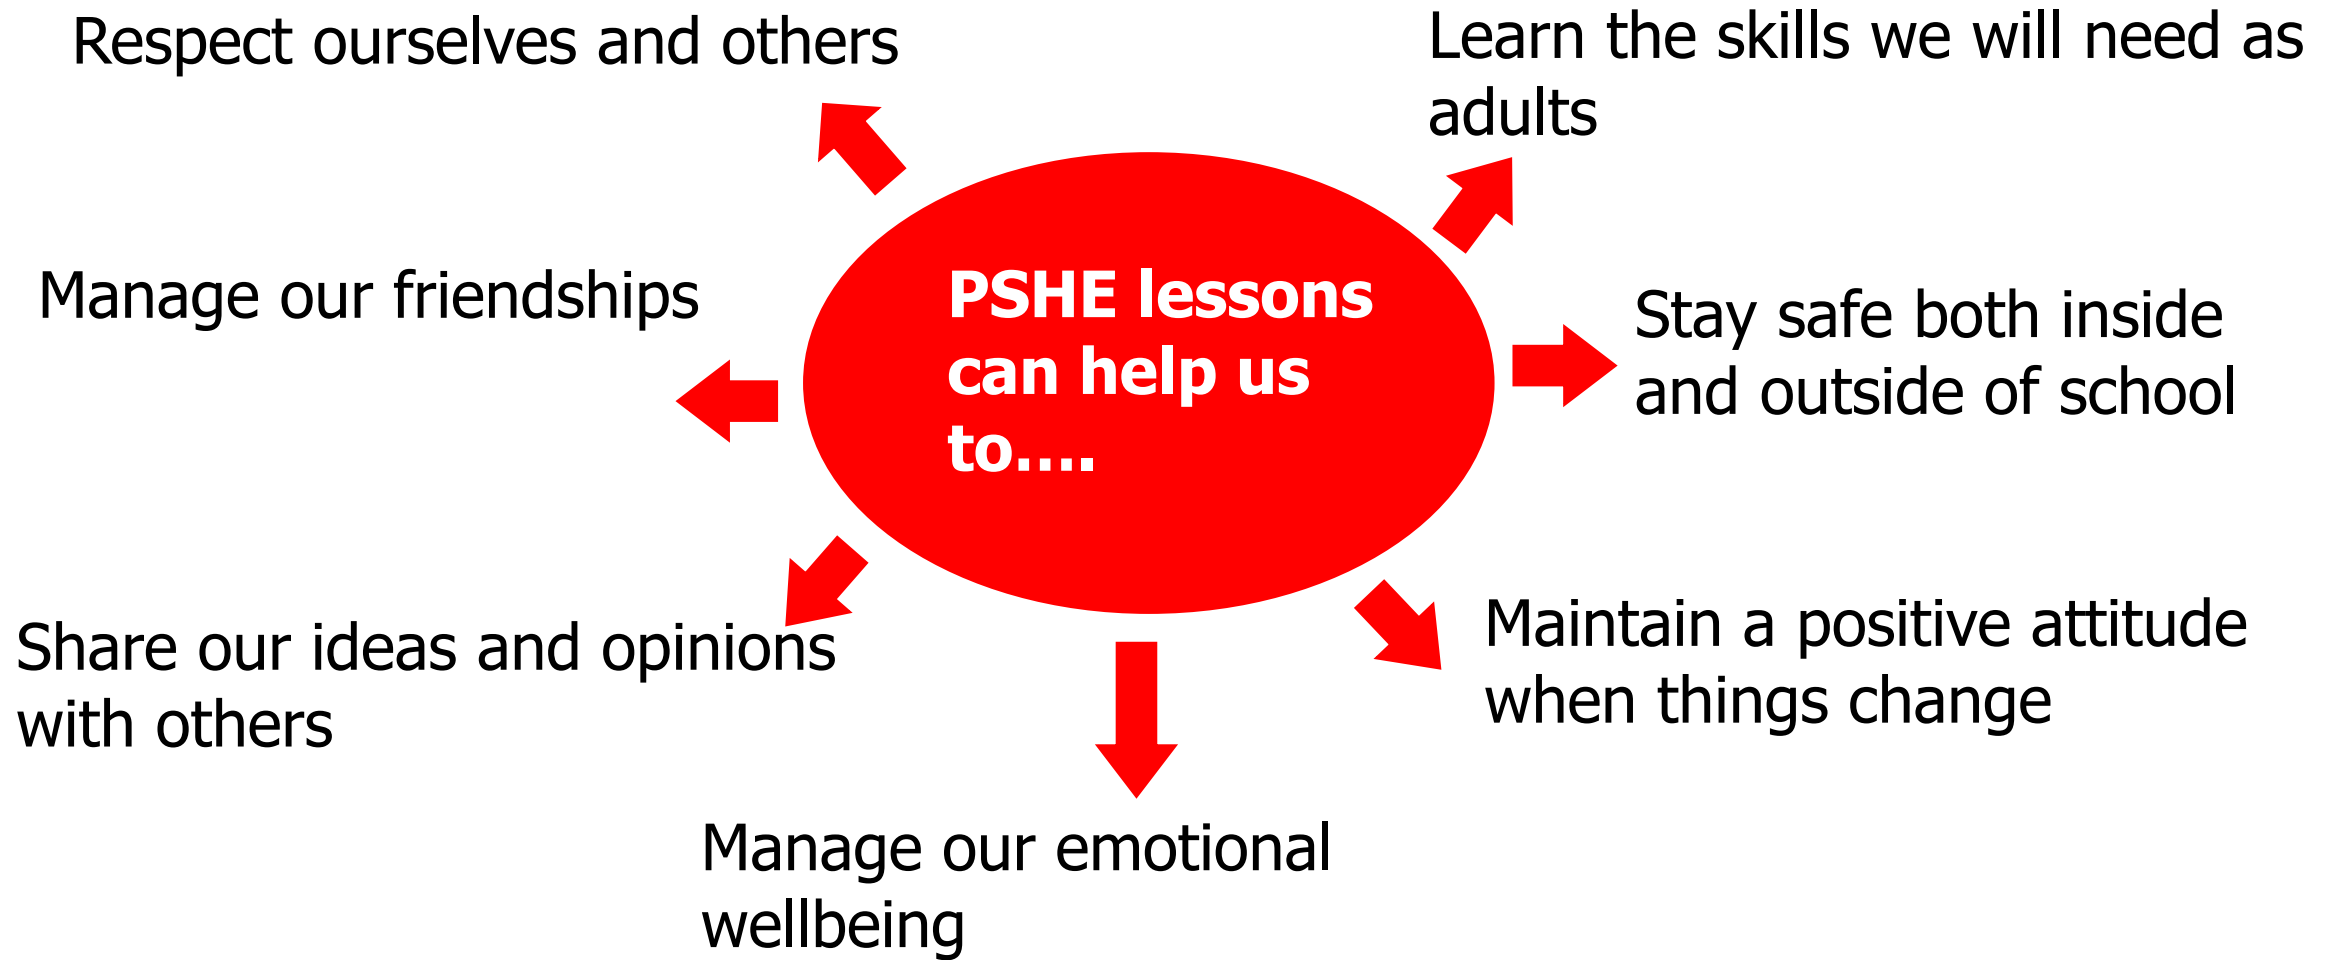 Respect ourselves and others
Learn the skills we will need as
adults
Manage our friendships
PSHE lessons
can help us
to....
Stay safe both inside
and outside of school
Share our ideas and opinions
with others
Maintain a positive attitude
when things change
Manage our emotional
wellbeing